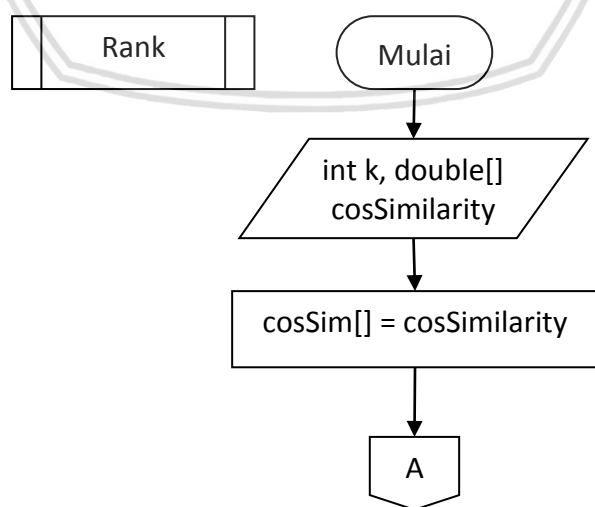 Rank
Mulai
int k, double[]
cosSimilarity
cosSim[] = cosSimilarity
A